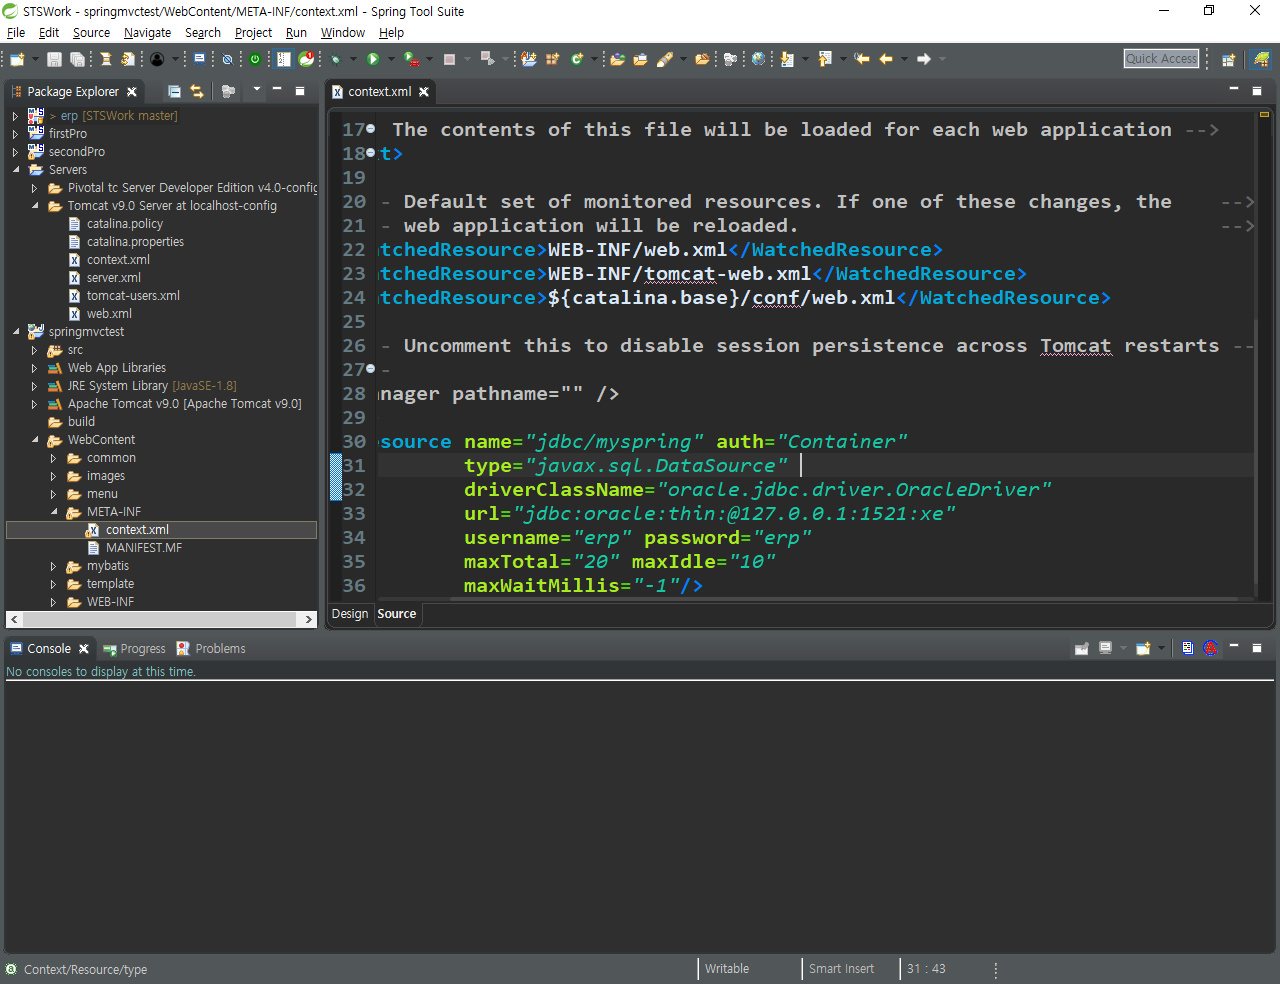 STSWork - springmvctest/WebContent/META-INF/context.xml - Spring Tool Suite
File Edit Source Navigate Search Project Run Window Help
Quick Access
Package Explorer
> erp [STSWork master]
firstPro
secondPro
Servers
Pivotal tc Server Developer Edition v4.0-config
Tomcat v9.0 Server at localhost-config
catalina.policy
catalina.properties
context.xml
server.xml
tomcat-users.xml
web.xml
springmvctest
src
Web App Libraries
JRE System Library [JavaSE-1.8]
Apache Tomcat v9.0 [Apache Tomcat v9.0]
build
WebContent
common
images
menu
META-INF
context.xml
MANIFEST.MF
mybatis
template
WEB-INF
context.xml
17 The contents of this file will be loaded for each web application -->
18 t>
19
20 - Default set of monitored resources. If one of these changes, the -->
21 - web application will be reloaded. -->
22 tchedResource>WEB-INF/web.xml</WatchedResource>
23 tchedResource>WEB-INF/tomcat-web.xml</WatchedResource>
24 tchedResource>${catalina.base}/conf/web.xml</WatchedResource>
25
26 - Uncomment this to disable session persistence across Tomcat restarts --
27 -
28 nager pathname="" />
29
30 source name="jdbc/myspring" auth="Container"
31 type="javax.sql.DataSource"
32 driverClassName="oracle.jdbc.driver.OracleDriver"
33 url="jdbc:oracle:thin:@127.0.0.1:1521:xe"
34 username="erp" password="erp"
35 maxTotal="20" maxIdle="10"
36 maxWaitMillis="-1"/>
Design Source
Console Progress Problems
No consoles to display at this time.
Context/Resource/type Writable Smart Insert 31 : 43